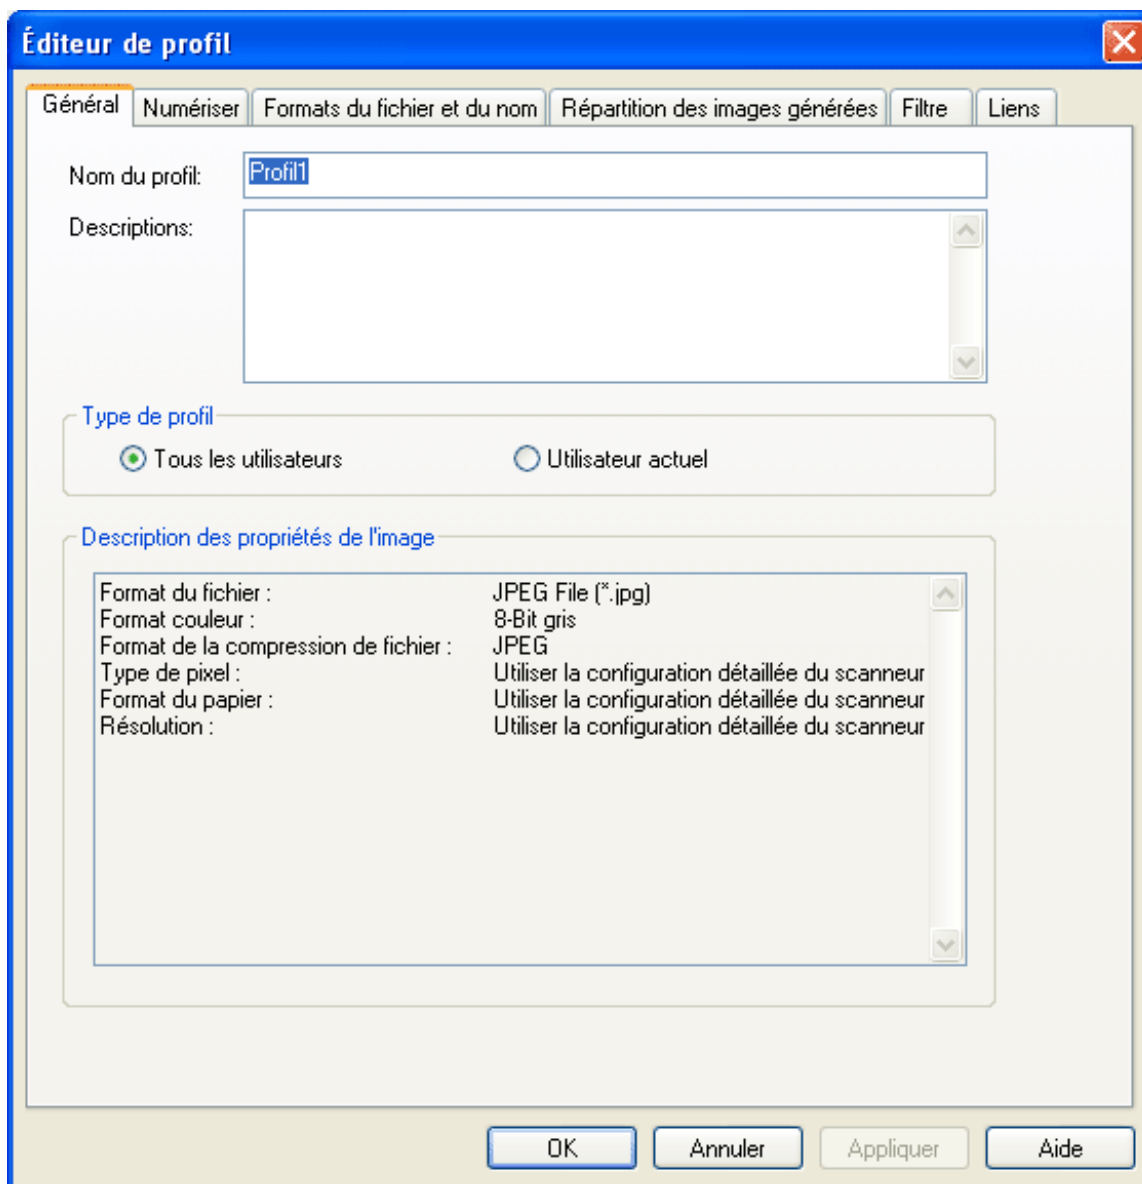 Éditeur de profil
Général Numériser Formats du fichier et du nom Répartition des images générées Filtre Liens
Nom du profil: Profil1
Descriptions:
Type de profil
Tous les utilisateurs Utilisateur actuel
Description des propriétés de l'image
Format du fichier : JPEG File (*.jpg)
Format couleur : 8-Bit gris
Format de la compression de fichier : JPEG
Type de pixel : Utiliser la configuration détaillée du scanneur
Format du papier : Utiliser la configuration détaillée du scanneur
Résolution : Utiliser la configuration détaillée du scanneur
OK Annuler Appliquer Aide